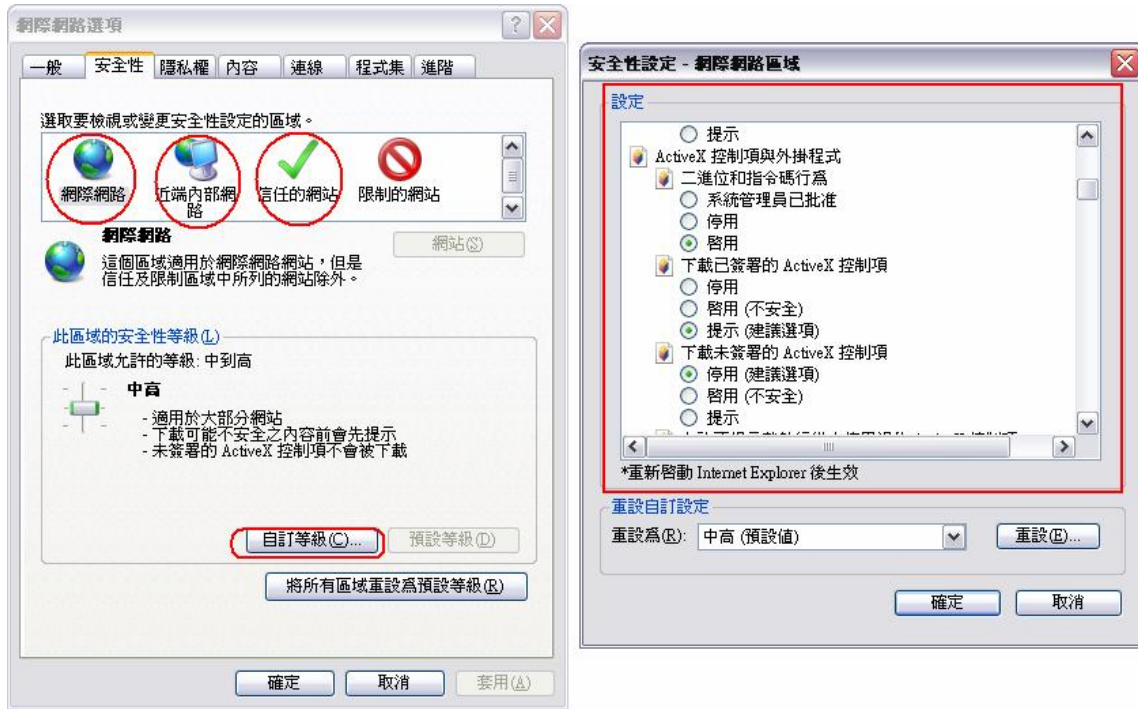 網際網路選項
一般 安全性 隱私權 內容 連線 程式集 進階
選取要檢視或變更安全性設定的區域。
網際網路 近端內部網路 信任的網站 限制的網站
網際網路
網站(S)
這個區域適用於網際網路網站，但是
信任及限制區域中所列的網站除外。
此區域的安全性等級(L)
此區域允許的等級: 中到高
中高
- 適用於大部分網站
- 下載可能不安全之內容前會先提示
- 未簽署的 ActiveX 控制項不會被下載
自訂等級(C)... 預設等級(D)
將所有區域重設為預設等級(R)
確定 取消 套用(A)
安全性設定 - 網際網路區域
設定
提示
ActiveX 控制項與外掛程式
二進位和指令碼行為
系統管理員已批准
停用
啟用
下載已簽署的 ActiveX 控制項
停用
啟用 (不安全)
提示 (建議選項)
下載未簽署的 ActiveX 控制項
停用 (建議選項)
啟用 (不安全)
提示
*重新啟動 Internet Explorer 後生效
重設自訂設定
重設為(R): 中高 (預設值) 重設(E)...
確定 取消